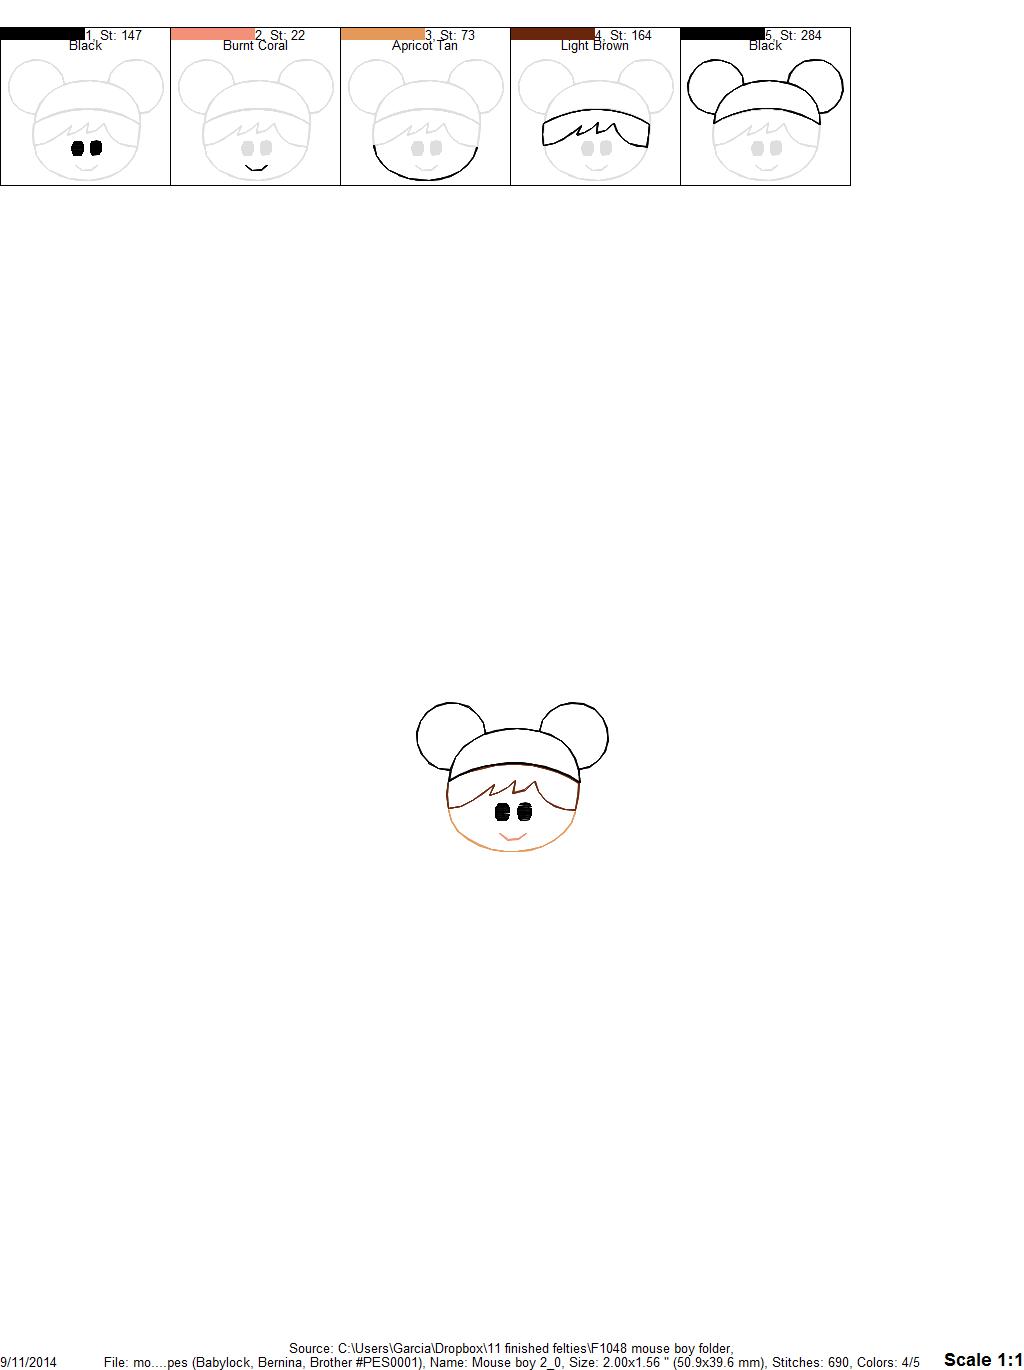 1, St: 147
Black
2, St: 22
Burnt Coral
3, St: 73
Apricot Tan
4, St: 164
Light Brown
5, St: 284
Black
Source: C:\Users\Garcia\Dropbox\11 finished felties\F1048 mouse boy folder,
9/11/2014 File: mo....pes (Babylock, Bernina, Brother #PES0001), Name: Mouse boy 2_0, Size: 2.00x1.56 " (50.9x39.6 mm), Stitches: 690, Colors: 4/5 Scale 1:1